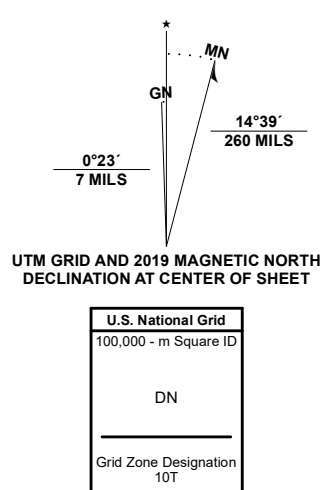 ★
MN
GN
14°39´
260 MILS
0°23´
7 MILS
UTM GRID AND 2019 MAGNETIC NORTH
DECLINATION AT CENTER OF SHEET
U.S. National Grid
100,000 - m Square ID
DN
Grid Zone Designation
10T